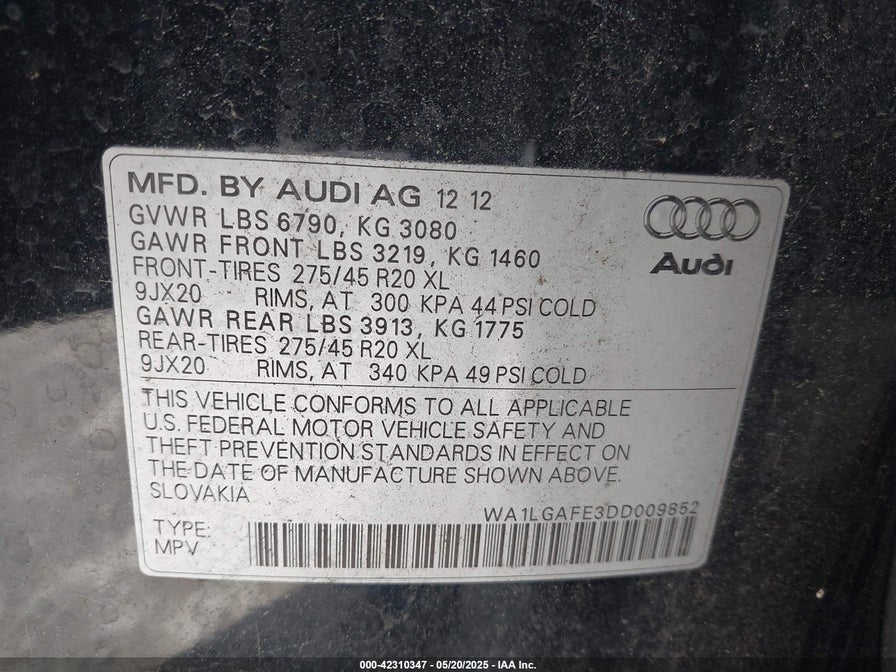 MFD. BY AUDI AG 12 12
GVWR LBS 6790, KG 3080
GAWR FRONT LBS 3219, KG 1460
FRONT-TIRES 275/45 R20 XL
9JX20 RIMS, AT 300 KPA 44 PSI COLD
GAWR REAR LBS 3913, KG 1775
REAR-TIRES 275/45 R20 XL
9JX20 RIMS, AT 340 KPA 49 PSI COLD
Audi
THIS VEHICLE CONFORMS TO ALL APPLICABLE
U.S. FEDERAL MOTOR VEHICLE SAFETY AND
THEFT PREVENTION STANDARDS IN EFFECT ON
THE DATE OF MANUFACTURE SHOWN ABOVE.
SLOVAKIA
WA1LGAFE3DD009852
TYPE:
MPV
000-42310347 - 05/20/2025 - IAA Inc.